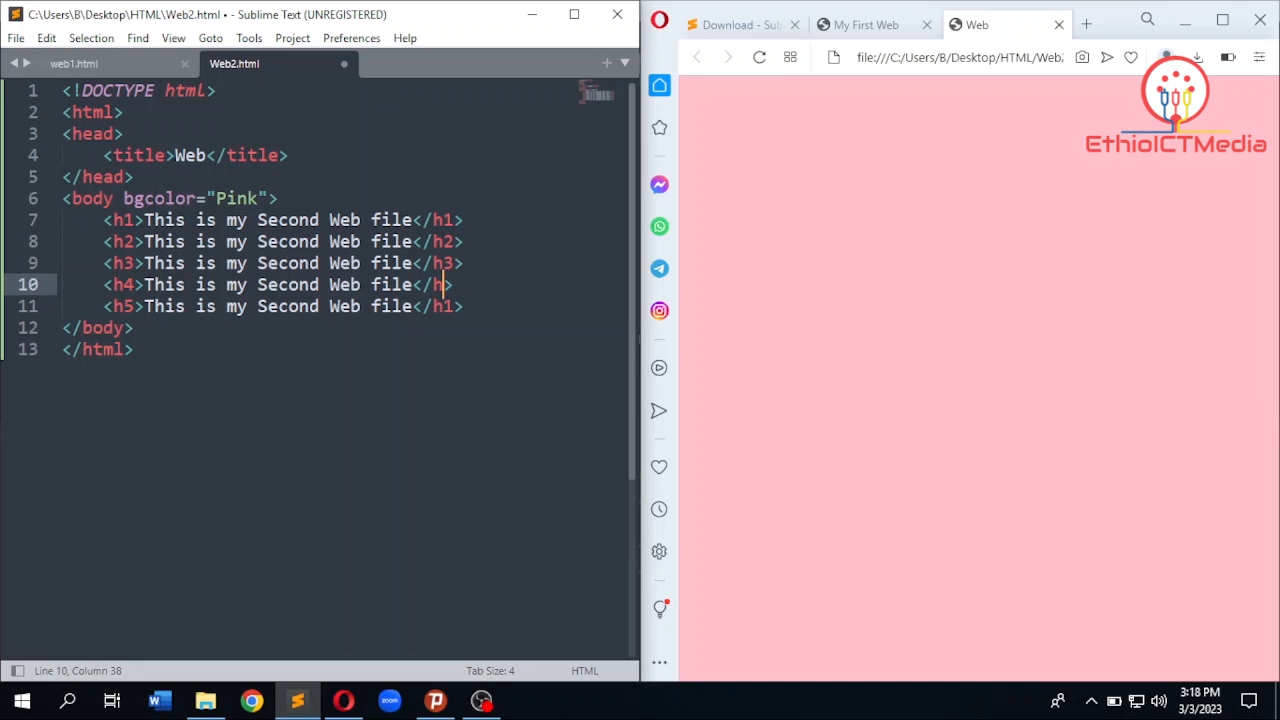 C:\Users\B\Desktop\HTML\Web2.html • - Sublime Text (UNREGISTERED)
File Edit Selection Find View Goto Tools Project Preferences Help
web1.html
Web2.html
1 <!DOCTYPE html>
2 <html>
3 <head>
4 <title>Web</title>
5 </head>
6 <body bgcolor="Pink">
7 <h1>This is my Second Web file</h1>
8 <h2>This is my Second Web file</h2>
9 <h3>This is my Second Web file</h3>
10 <h4>This is my Second Web file</h>
11 <h5>This is my Second Web file</h1>
12 </body>
13 </html>
Line 10, Column 38
Tab Size: 4
HTML
Download - Sub
My First Web
Web
file:///C:/Users/B/Desktop/HTML/Web2
EthioICTMedia
zoom
3:18 PM
3/3/2023